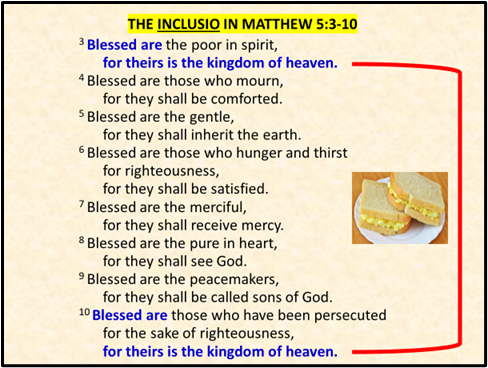 THE INCLUSIO IN MATTHEW 5:3-10
3 Blessed are the poor in spirit,
for theirs is the kingdom of heaven.
4 Blessed are those who mourn,
for they shall be comforted.
5 Blessed are the gentle,
for they shall inherit the earth.
6 Blessed are those who hunger and thirst
for righteousness,
for they shall be satisfied.
7 Blessed are the merciful,
for they shall receive mercy.
8 Blessed are the pure in heart,
for they shall see God.
9 Blessed are the peacemakers,
for they shall be called sons of God.
10 Blessed are those who have been persecuted
for the sake of righteousness,
for theirs is the kingdom of heaven.